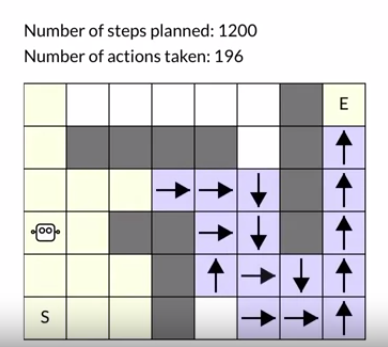 Number of steps planned: 1200
Number of actions taken: 196
E
S